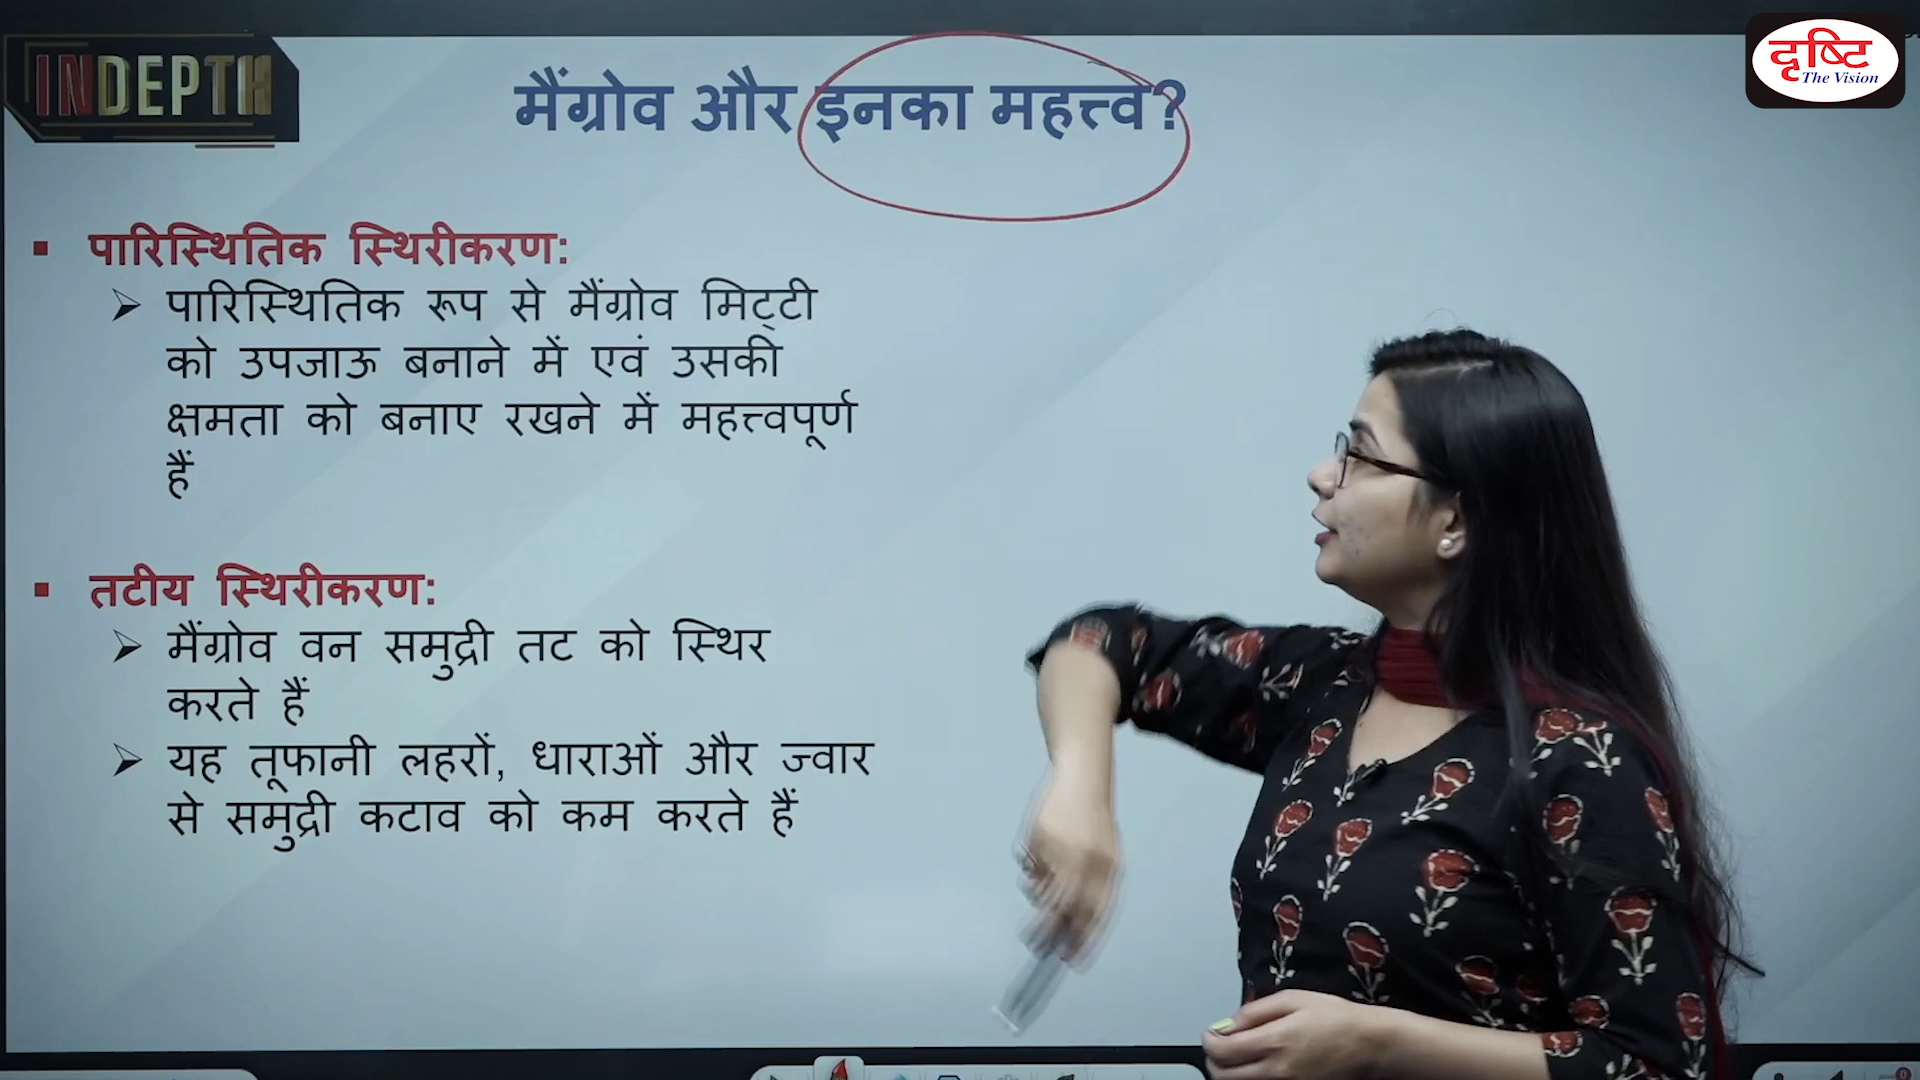 INDEPTH
दृष्टि
The Vision
मैंग्रोव और इनका महत्त्व?
▪ पारिस्थितिक स्थिरीकरण:
➢ पारिस्थितिक रूप से मैंग्रोव मिट्टी
को उपजाऊ बनाने में एवं उसकी
क्षमता को बनाए रखने में महत्त्वपूर्ण
हैं
▪ तटीय स्थिरीकरण:
➢ मैंग्रोव वन समुद्री तट को स्थिर
करते हैं
➢ यह तूफानी लहरों, धाराओं और ज्वार
से समुद्री कटाव को कम करते हैं